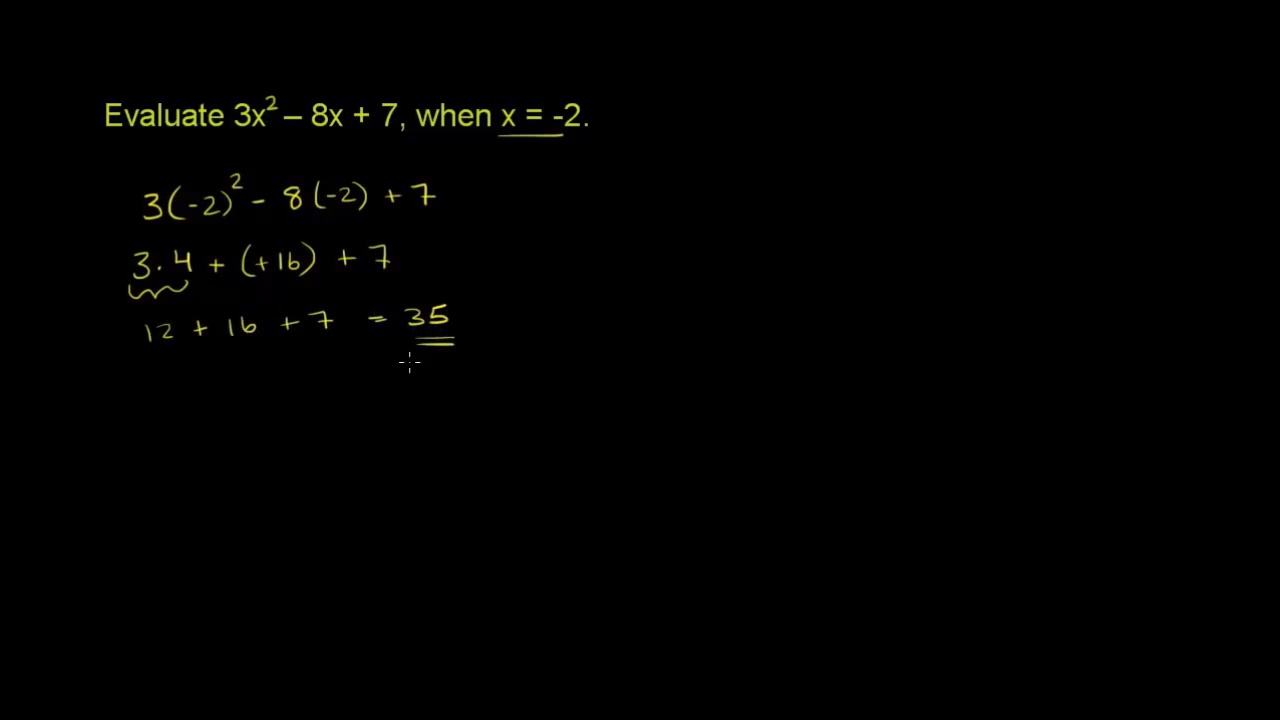 Evaluate 3x² – 8x + 7, when x = -2.
3(-2)² - 8(-2) + 7
3·4 + (+16) + 7
12 + 16 + 7 = 35